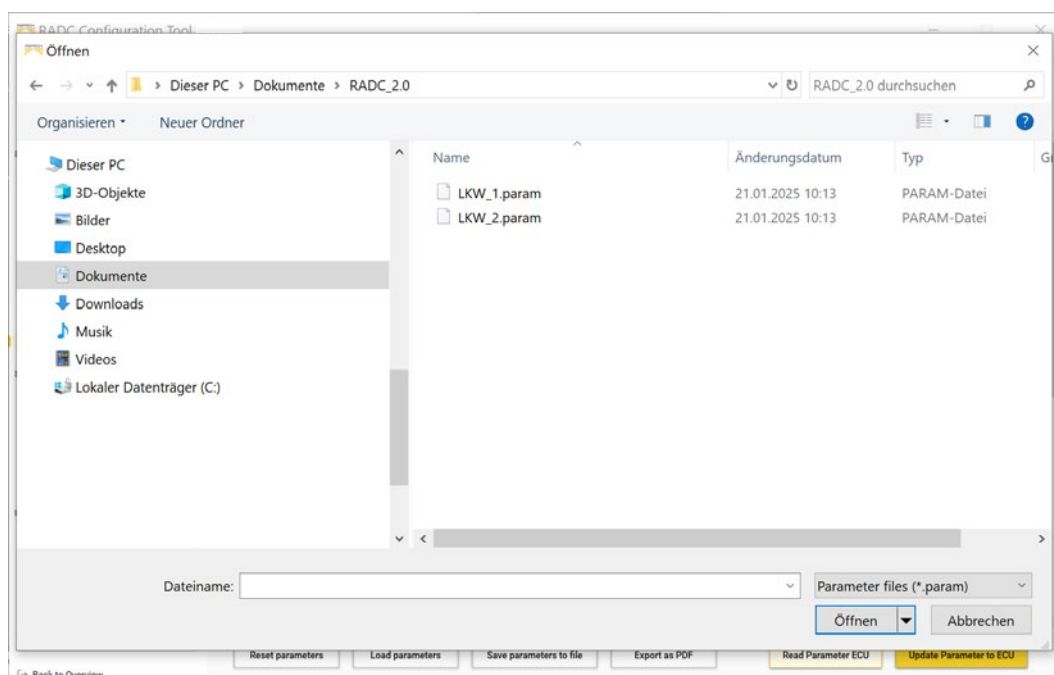 RADC Configuration Tool
Öffnen
Dieser PC > Dokumente > RADC_2.0
RADC_2.0 durchsuchen
Organisieren
Neuer Ordner
Name
Änderungsdatum
Typ
Dieser PC
3D-Objekte
Bilder
Desktop
Dokumente
Downloads
Musik
Videos
Lokaler Datenträger (C:)
LKW_1.param 21.01.2025 10:13 PARAM-Datei
LKW_2.param 21.01.2025 10:13 PARAM-Datei
Dateiname:
Parameter files (*.param)
Öffnen
Abbrechen
Reset parameters
Load parameters
Save parameters to file
Export as PDF
Read Parameter ECU
Update Parameter to ECU
Back to Overview